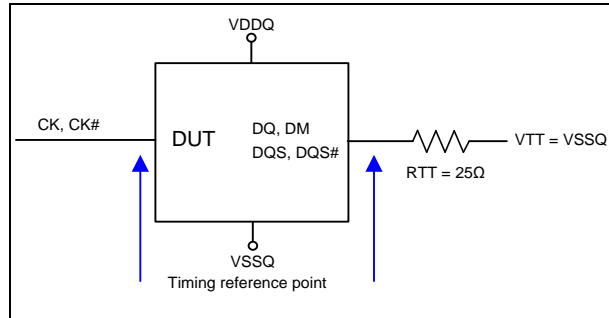 VDDQ
CK, CK#
DUT
DQ, DM
DQS, DQS#
VTT = VSSQ
RTT = 25Ω
VSSQ
Timing reference point